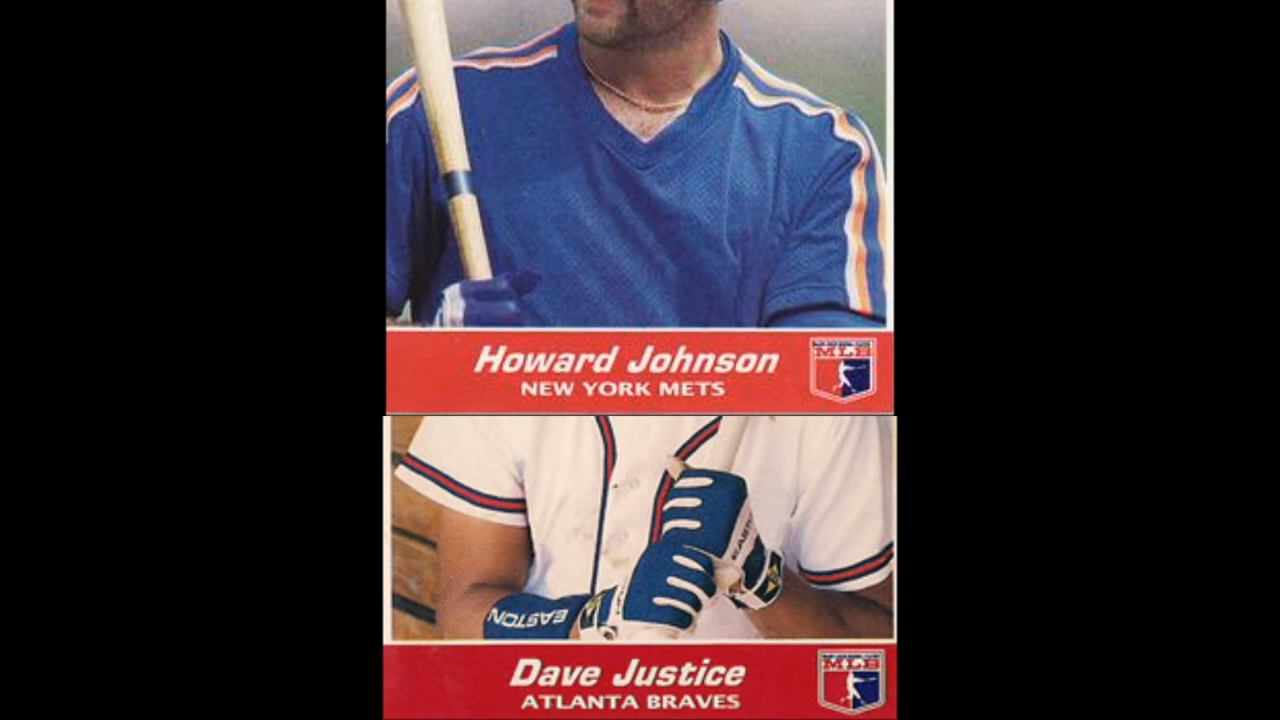 Howard Johnson
NEW YORK METS
MLB
EASTON
EASTON
Dave Justice
ATLANTA BRAVES
MLB